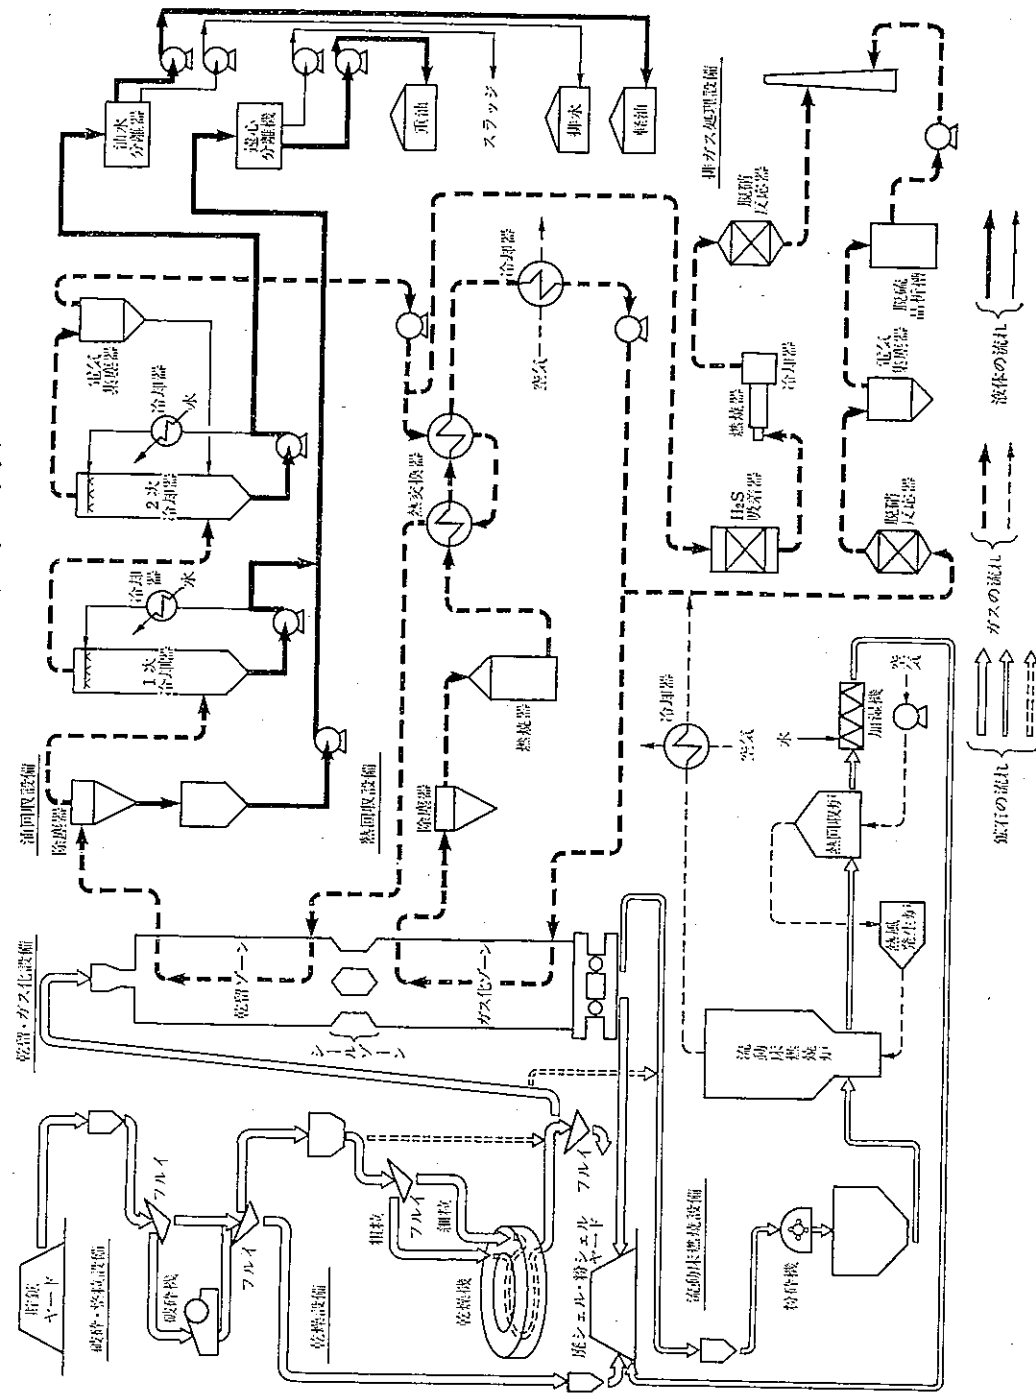 貯鉱
ヤード
破砕・整粒設備
フルイ
破砕機
フルイ
乾燥設備
粗粒
フルイ
細粒
乾燥機
フルイ
廃シェル・粉シェル
ヤード
乾留・ガス化設備
乾留ゾーン
シールゾーン
ガス化ゾーン
油回収設備
除塵器
1次
冷却器
冷却器
水
2次
冷却器
冷却器
水
電気
集塵器
油水
分離器
遠心
分離機
重油
スラッジ
排水
軽油
熱回収設備
除塵器
燃焼器
熱交換器
冷却器
空気
流動床燃焼設備
粉砕機
流動
床燃
焼炉
冷却器
空気
熱風
発生炉
熱回収炉
水
加湿機
空気
排ガス処理設備
H₂S
吸着器
燃焼器
冷却器
脱硝
反応器
脱硝
反応器
電気
集塵器
鉱石の流れ
ガスの流れ
液体の流れ